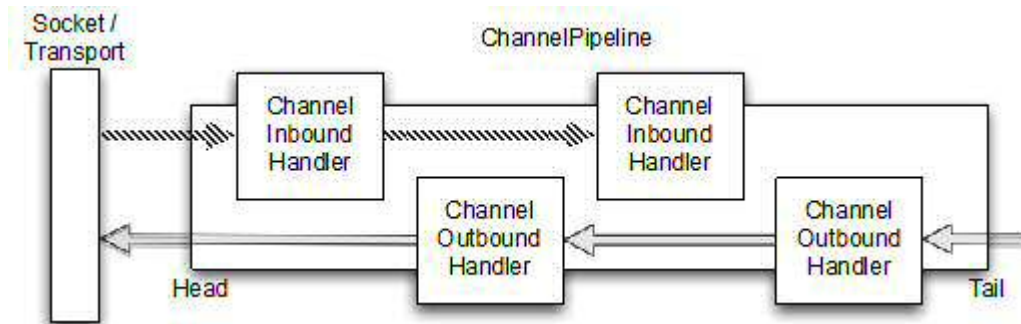 Socket /
Transport
ChannelPipeline
Channel
Inbound
Handler
Channel
Inbound
Handler
Channel
Outbound
Handler
Channel
Outbound
Handler
Head
Tail